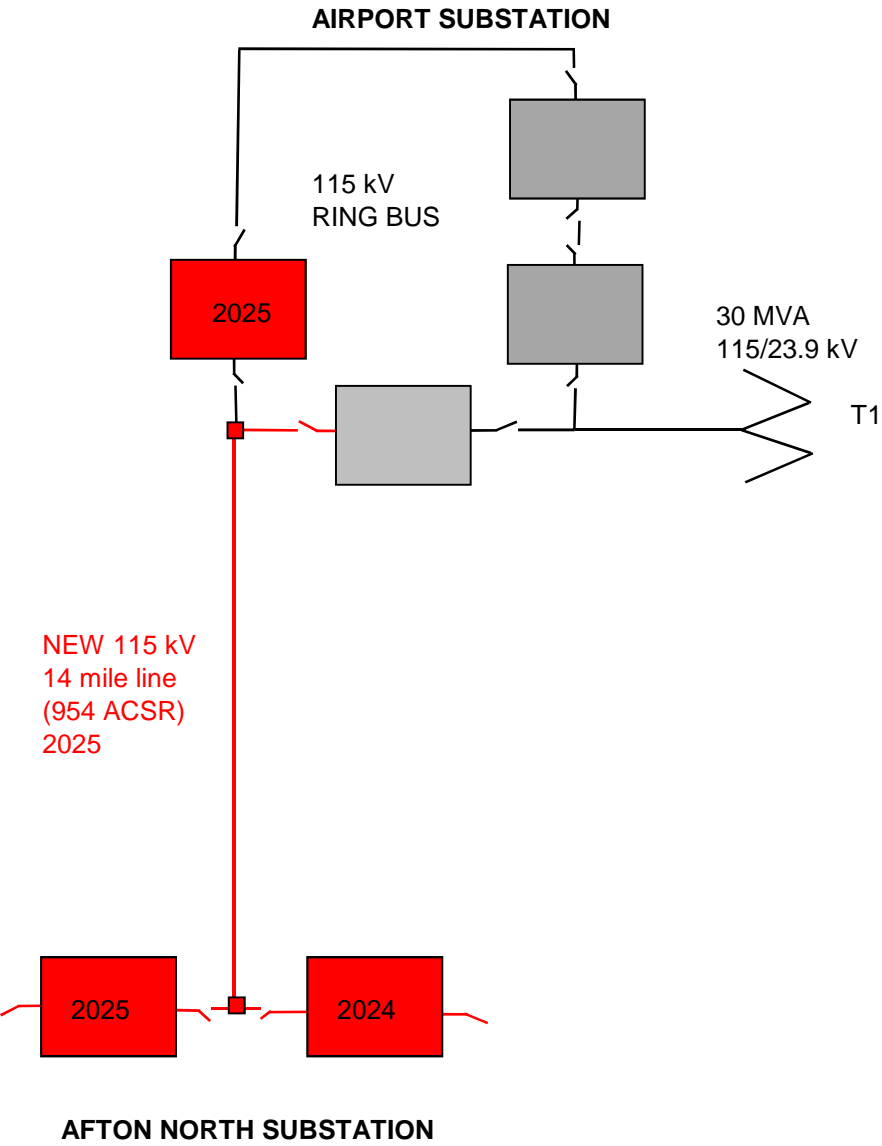 AIRPORT SUBSTATION
115 kV
RING BUS
2025
30 MVA
115/23.9 kV
T1
NEW 115 kV
14 mile line
(954 ACSR)
2025
2025
2024
AFTON NORTH SUBSTATION